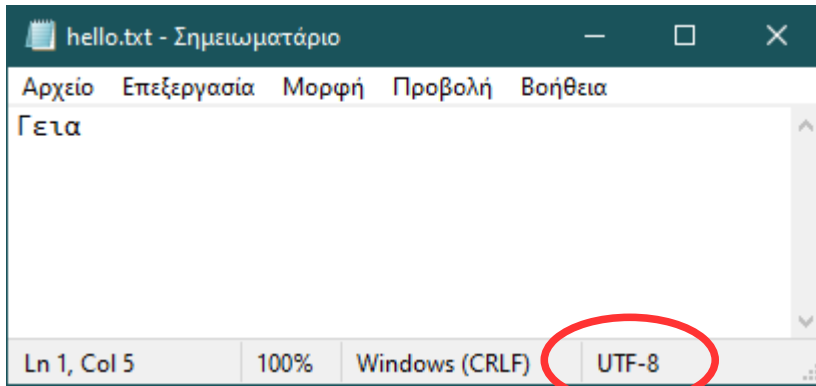 hello.txt - Σημειωματάριο
Αρχείο Επεξεργασία Μορφή Προβολή Βοήθεια
Γεια
Ln 1, Col 5 100% Windows (CRLF) UTF-8